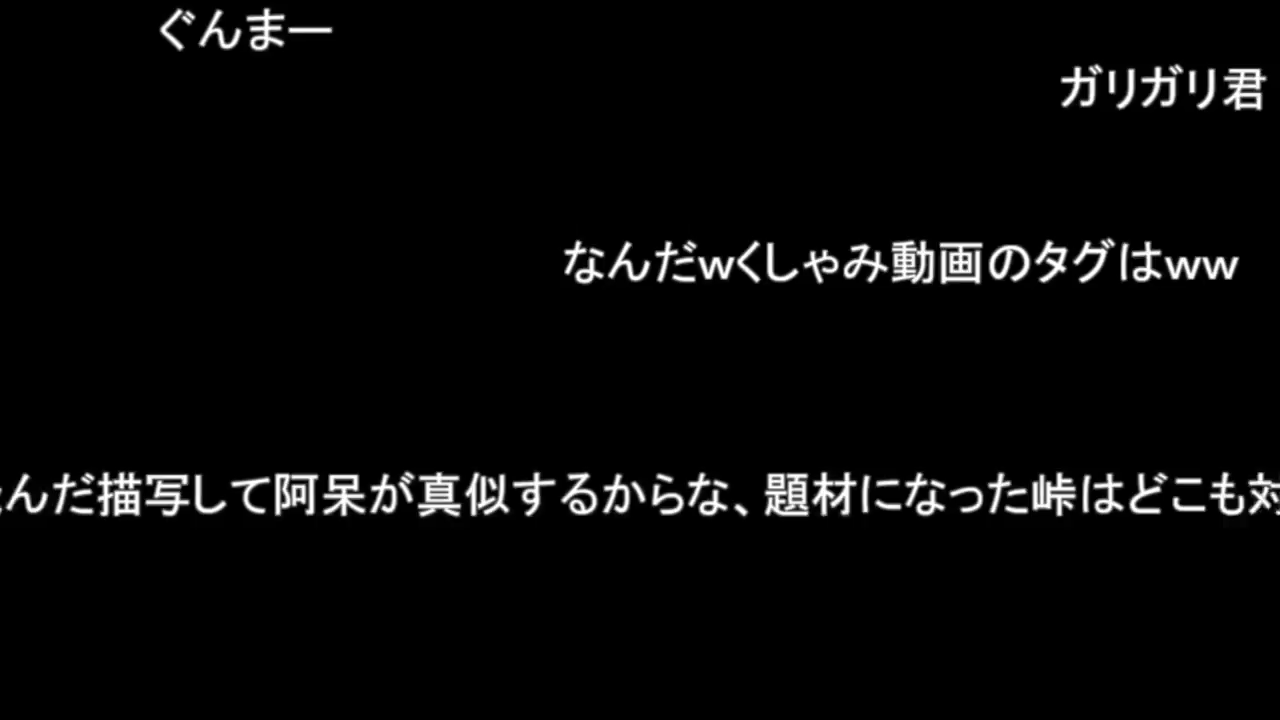 ぐんまー
ガリガリ君
なんだwくしゃみ動画のタグはww
んだ描写して阿呆が真似するからな、題材になった峠はどこも対